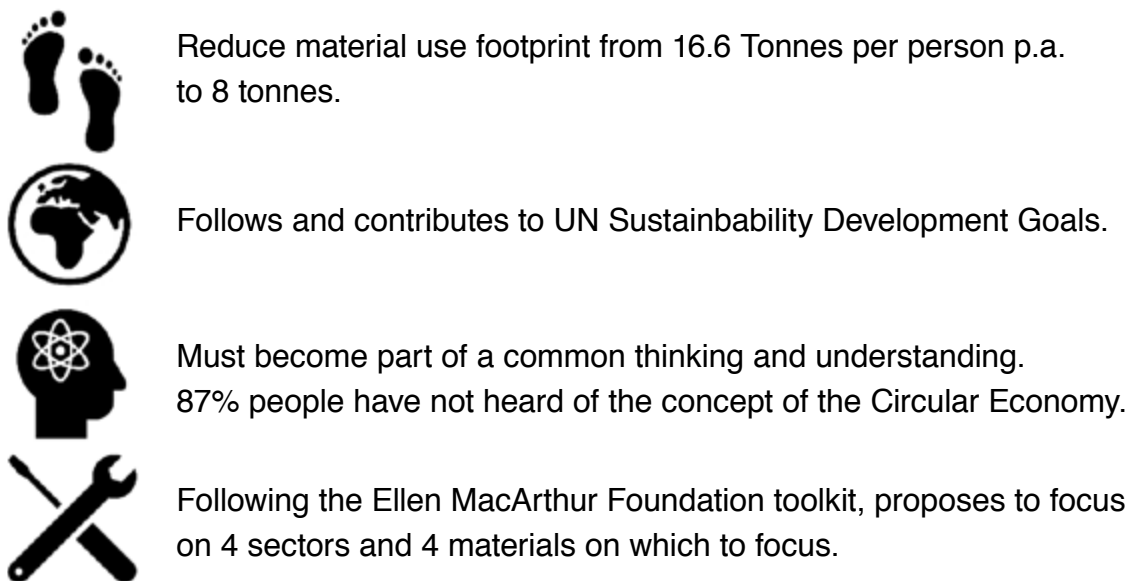 Reduce material use footprint from 16.6 Tonnes per person p.a.
to 8 tonnes.
Follows and contributes to UN Sustainbability Development Goals.
Must become part of a common thinking and understanding.
87% people have not heard of the concept of the Circular Economy.
Following the Ellen MacArthur Foundation toolkit, proposes to focus
on 4 sectors and 4 materials on which to focus.